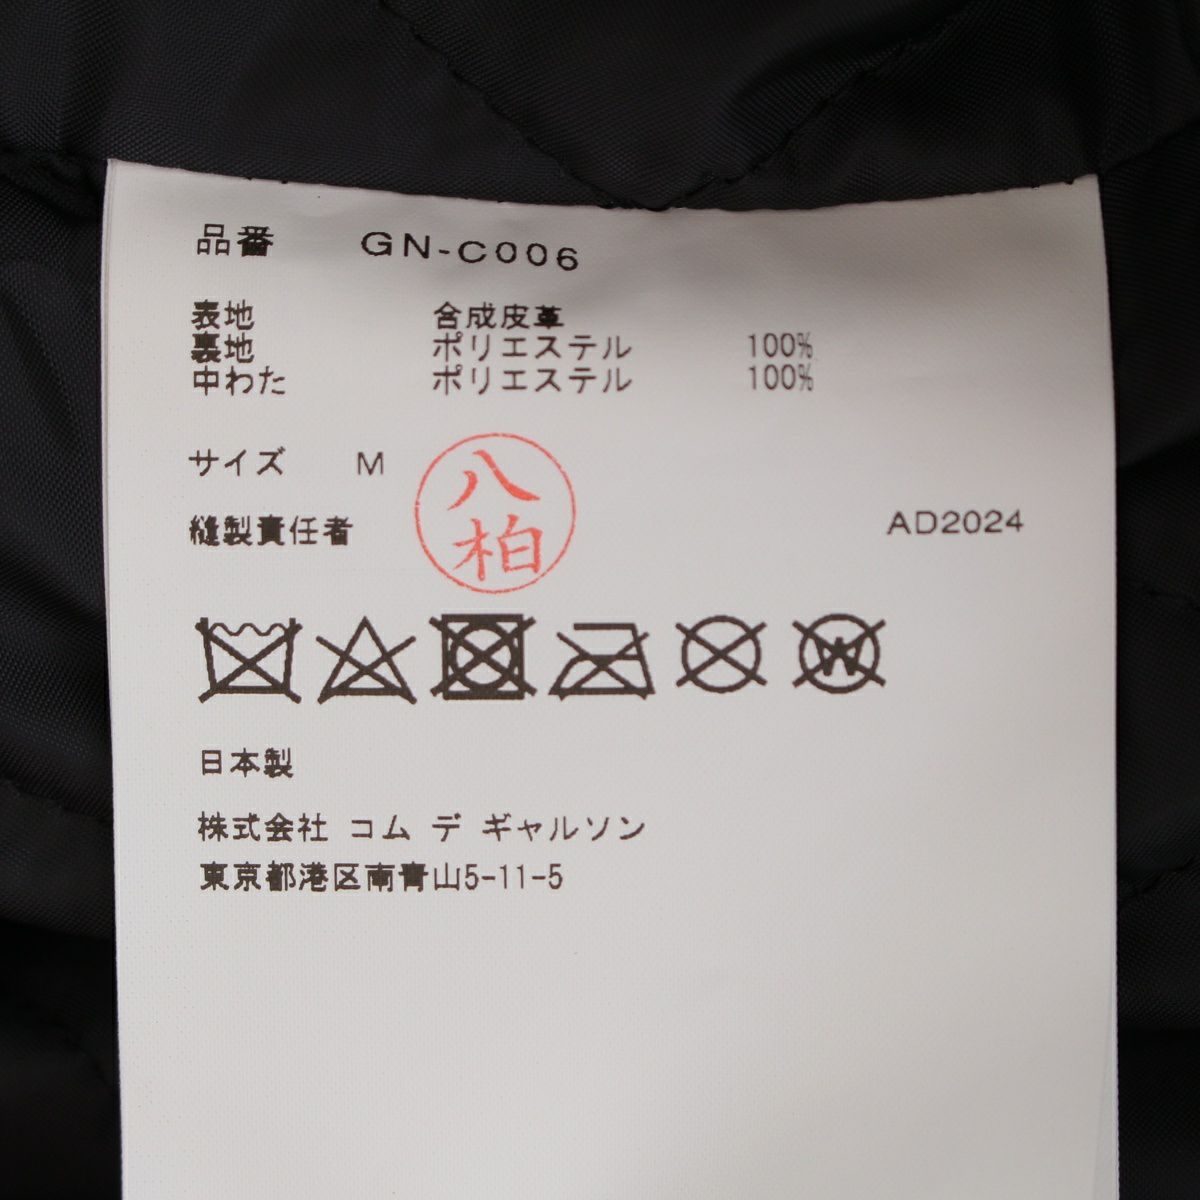 品番 GN-C006
表地 合成皮革
裏地 ポリエステル 100%
中わた ポリエステル 100%
サイズ M
八柏
縫製責任者 AD2024
W
日本製
株式会社 コム デ ギャルソン
東京都港区南青山5-11-5